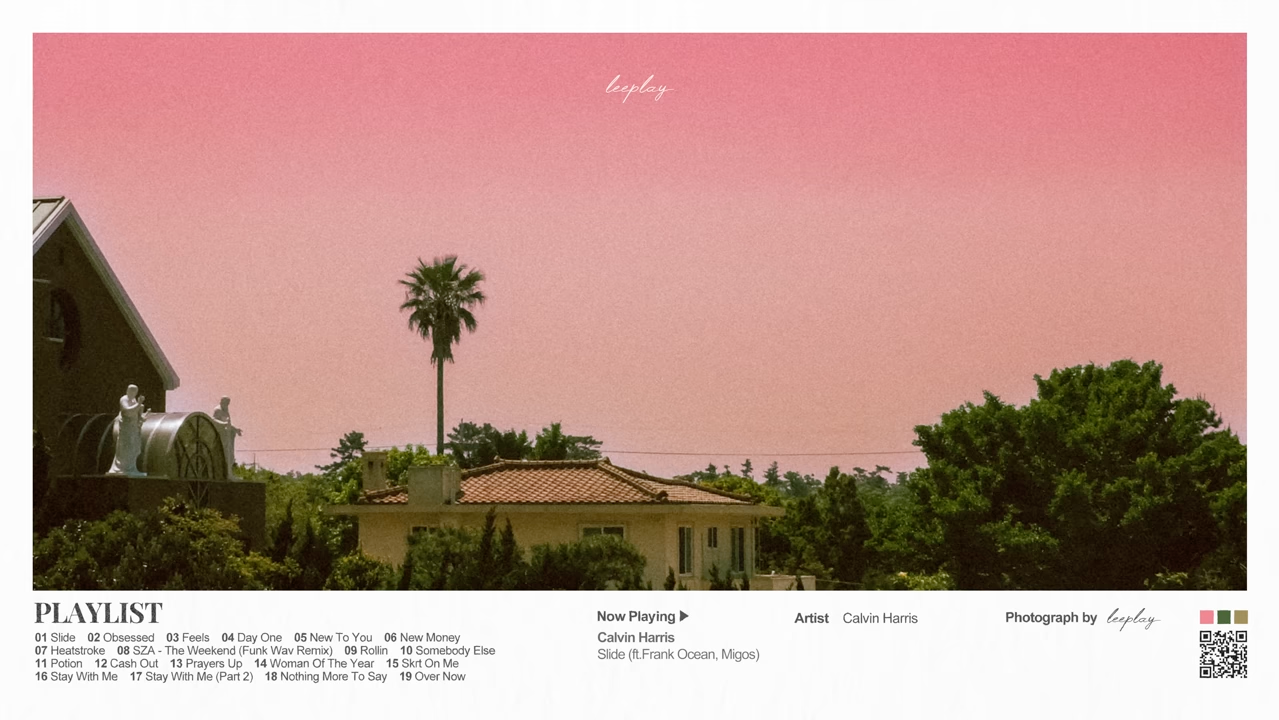 leeplay
PLAYLIST
01 Slide 02 Obsessed 03 Feels 04 Day One 05 New To You 06 New Money
07 Heatstroke 08 SZA - The Weekend (Funk Wav Remix) 09 Rollin 10 Somebody Else
11 Potion 12 Cash Out 13 Prayers Up 14 Woman Of The Year 15 Skrt On Me
16 Stay With Me 17 Stay With Me (Part 2) 18 Nothing More To Say 19 Over Now
Now Playing ▶
Calvin Harris
Slide (ft.Frank Ocean, Migos)
Artist Calvin Harris
Photograph by leeplay